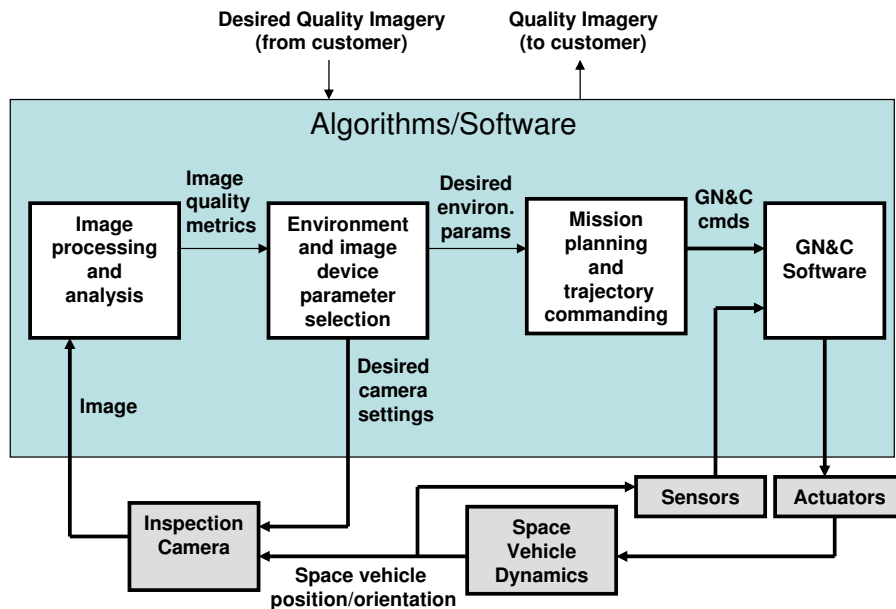 Desired Quality Imagery
(from customer)
Quality Imagery
(to customer)
Algorithms/Software
Image
quality
metrics
Desired
environ.
params
GN&C
cmds
Image
processing
and
analysis
Environment
and image
device
parameter
selection
Mission
planning
and
trajectory
commanding
GN&C
Software
Image
Desired
camera
settings
Sensors
Actuators
Inspection
Camera
Space
Vehicle
Dynamics
Space vehicle
position/orientation